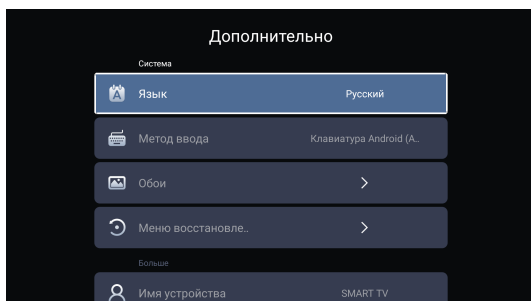 Дополнительно
Система
Язык Русский
Метод ввода Клавиатура Android (A..
Обои
Меню восстановле..
Больше
Имя устройства SMART TV